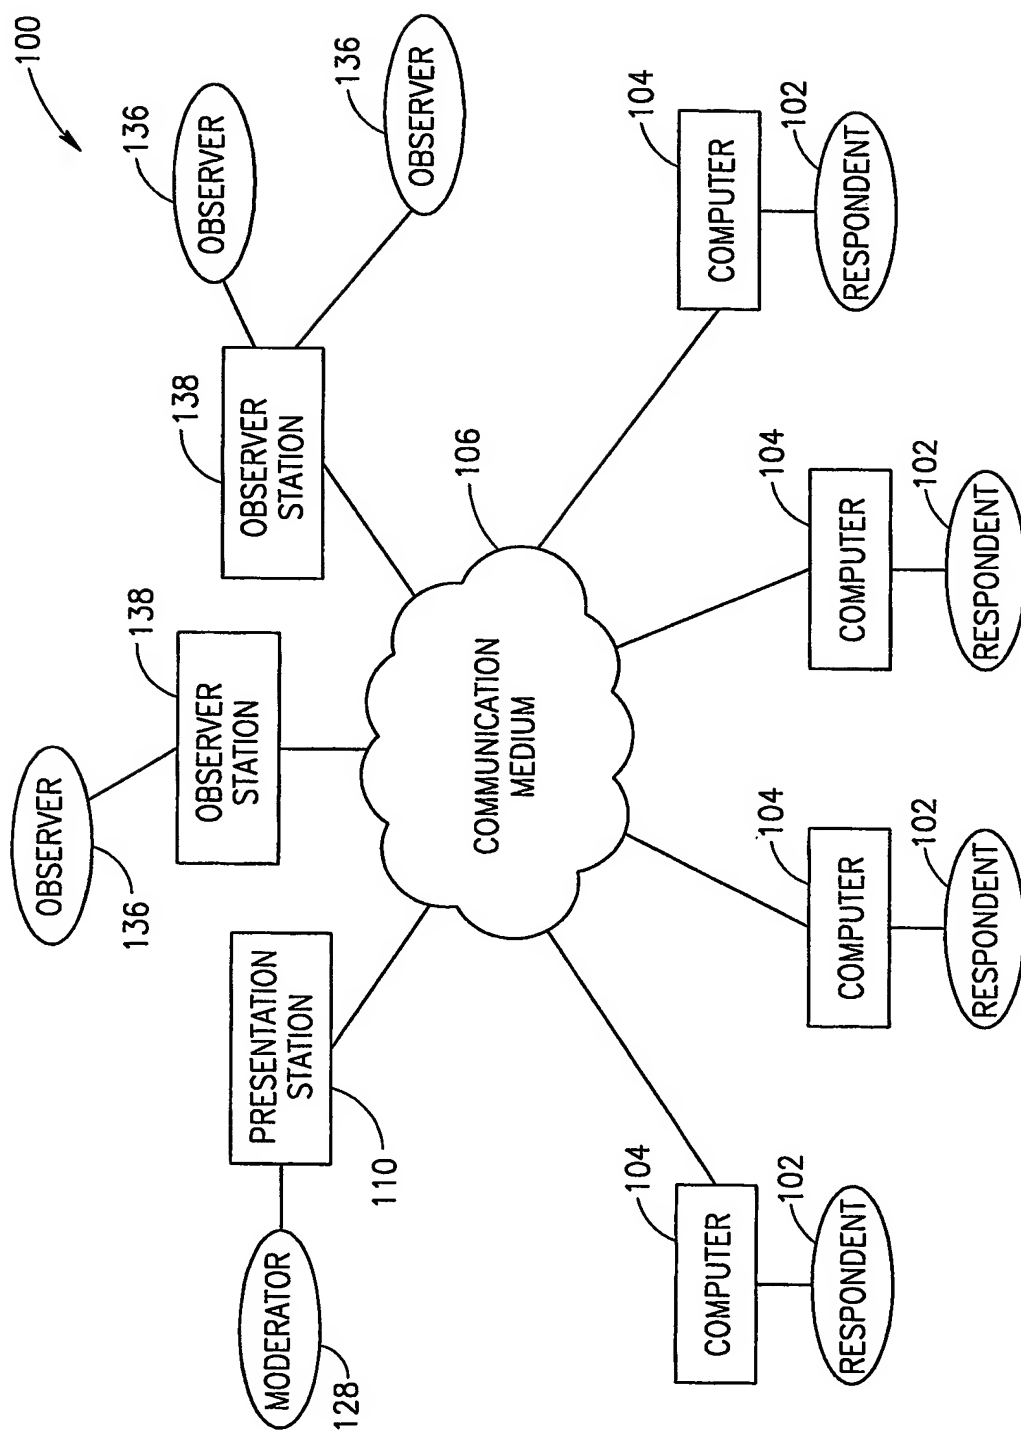 100
OBSERVER
136
OBSERVER
136
OBSERVER
136
OBSERVER
STATION
138
OBSERVER
STATION
138
PRESENTATION
STATION
110
MODERATOR
128
COMMUNICATION
MEDIUM
106
COMPUTER
104
RESPONDENT
102
COMPUTER
104
RESPONDENT
102
COMPUTER
104
RESPONDENT
102
COMPUTER
104
RESPONDENT
102